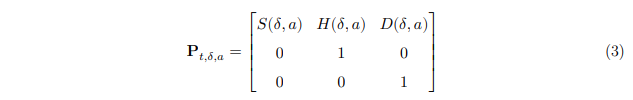 P_{t,δ,a} = [ S(δ, a) H(δ, a) D(δ, a) ; 0 1 0 ; 0 0 1 ] (3)